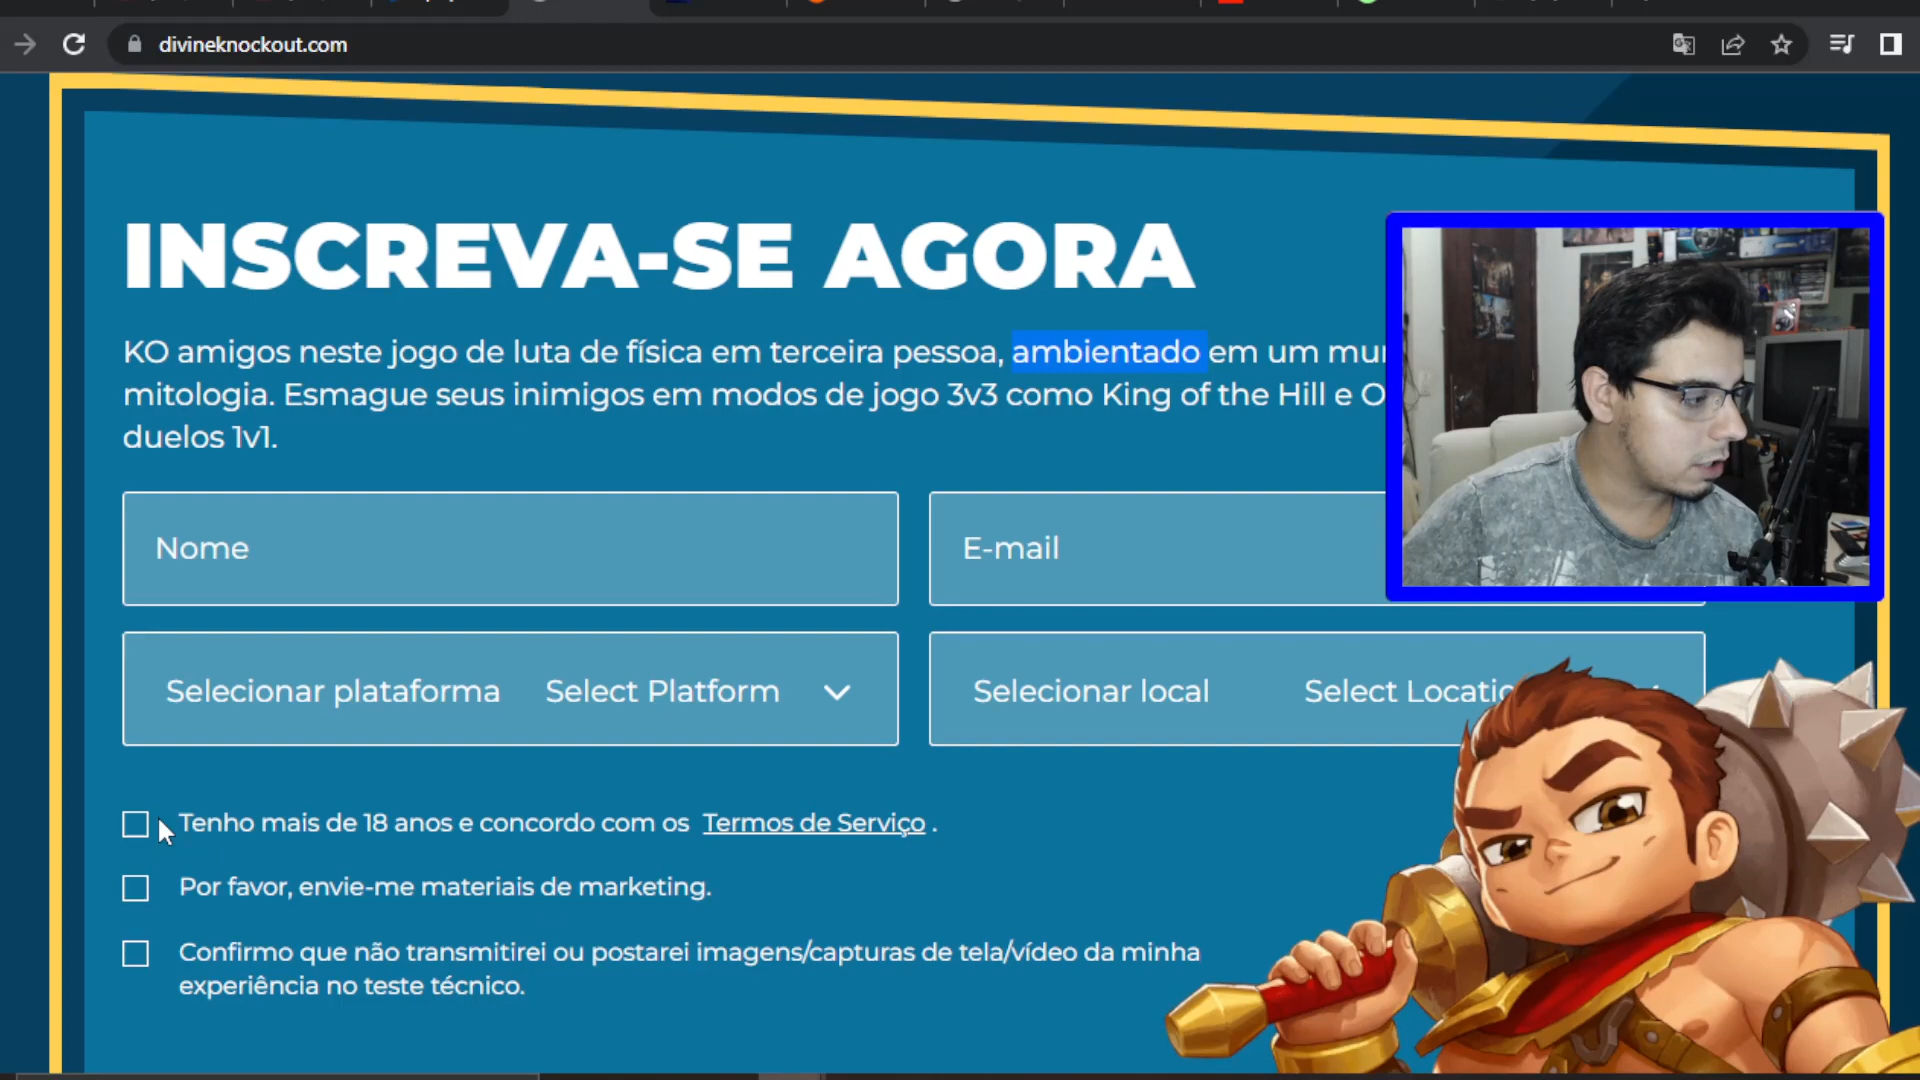 divineknockout.com
INSCREVA-SE AGORA
KO amigos neste jogo de luta de física em terceira pessoa, ambientado em um
mitologia. Esmague seus inimigos em modos de jogo 3v3 como King of the Hill e
duelos 1v1.
Nome
E-mail
Selecionar plataforma Select Platform
Selecionar local Select
Tenho mais de 18 anos e concordo com os Termos de Serviço .
Por favor, envie-me materiais de marketing.
Confirmo que não transmitirei ou postarei imagens/capturas de tela/vídeo da minha
experiência no teste técnico.